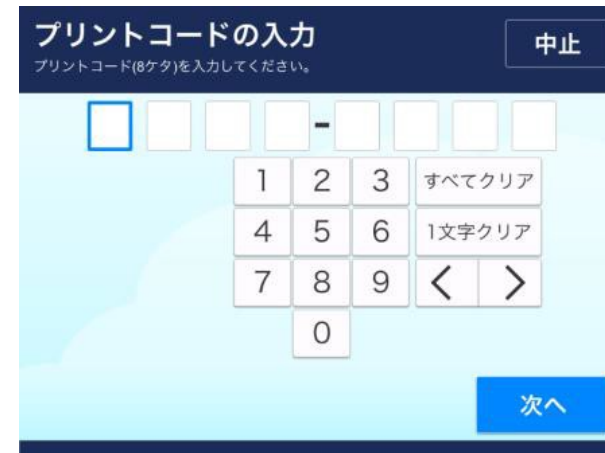 プリントコードの入力
中止
プリントコード(8ケタ)を入力してください。
-
1 2 3 すべてクリア
4 5 6 1文字クリア
7 8 9 < >
0
次へ